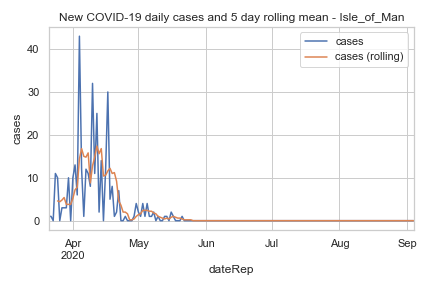 New COVID-19 daily cases and 5 day rolling mean - Isle_of_Man
cases
cases (rolling)
cases
40
30
20
10
0
Apr
2020
May
Jun
Jul
Aug
Sep
dateRep